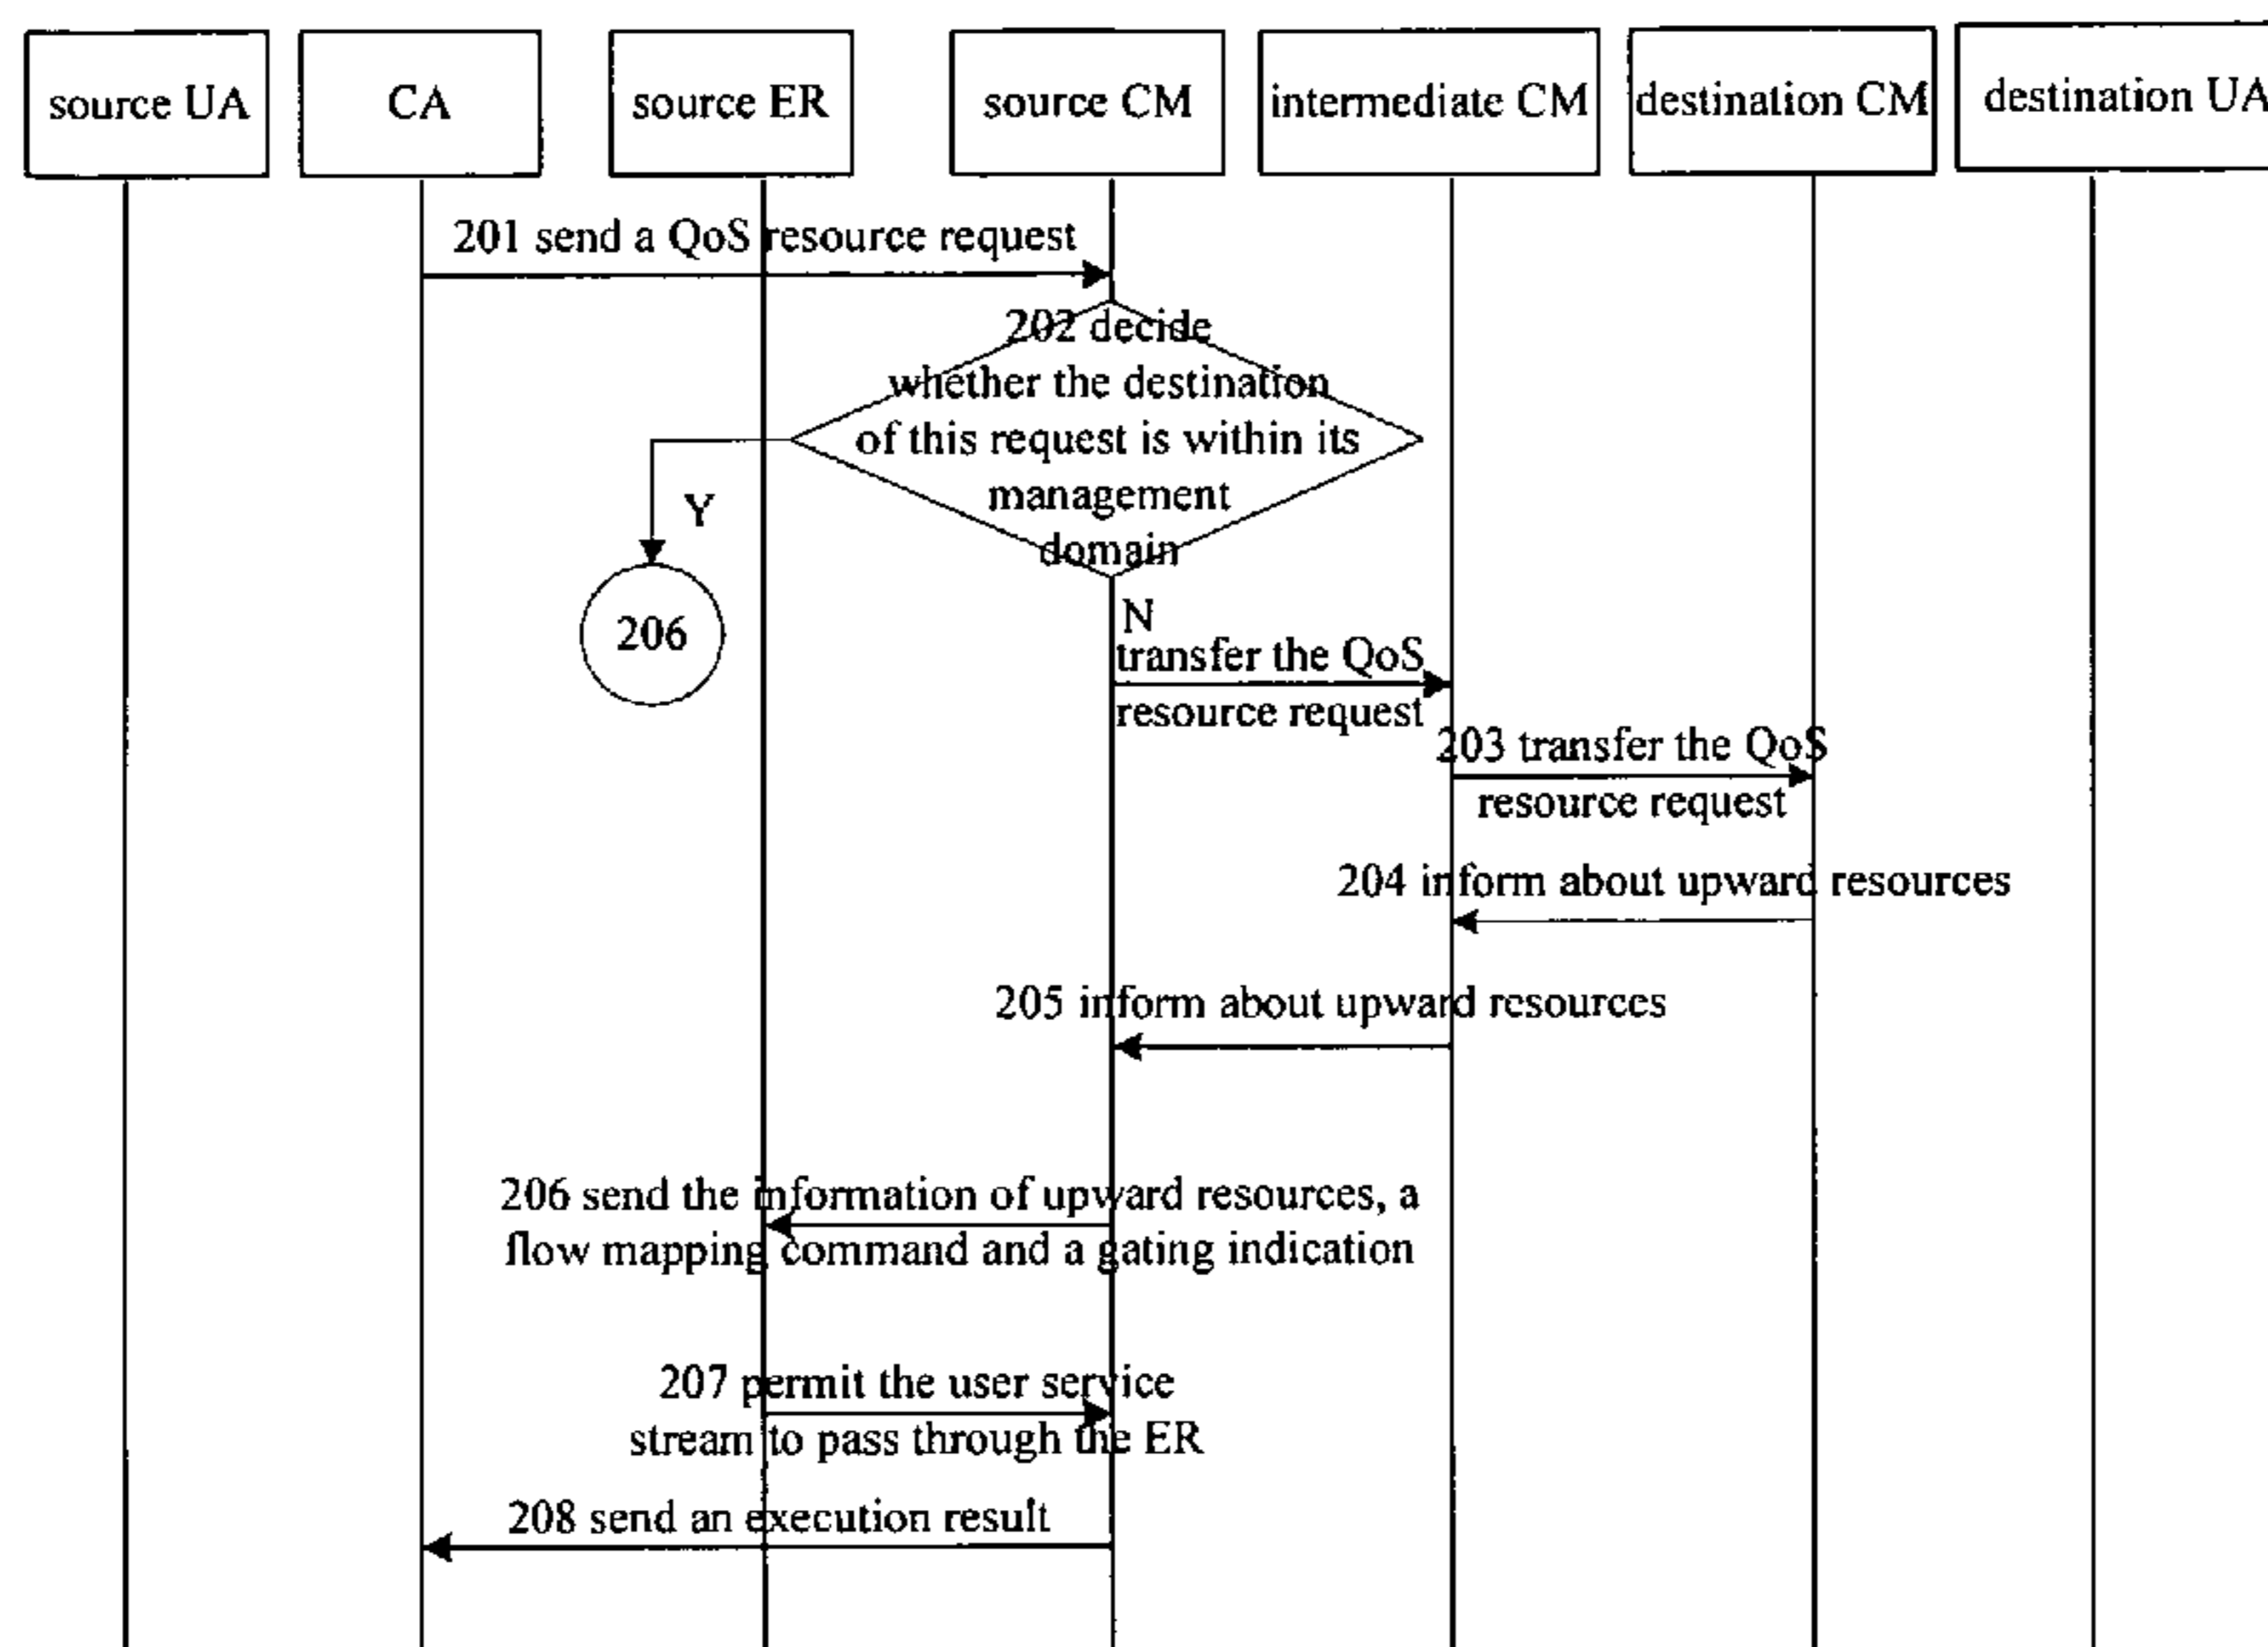 source UA
CA
source ER
source CM
intermediate CM
destination CM
destination UA
201 send a QoS resource request
202 decide
whether the destination
of this request is within its
management
domain
Y
206
N
transfer the QoS
resource request
203 transfer the QoS
resource request
204 inform about upward resources
205 inform about upward resources
206 send the information of upward resources, a
flow mapping command and a gating indication
207 permit the user service
stream to pass through the ER
208 send an execution result